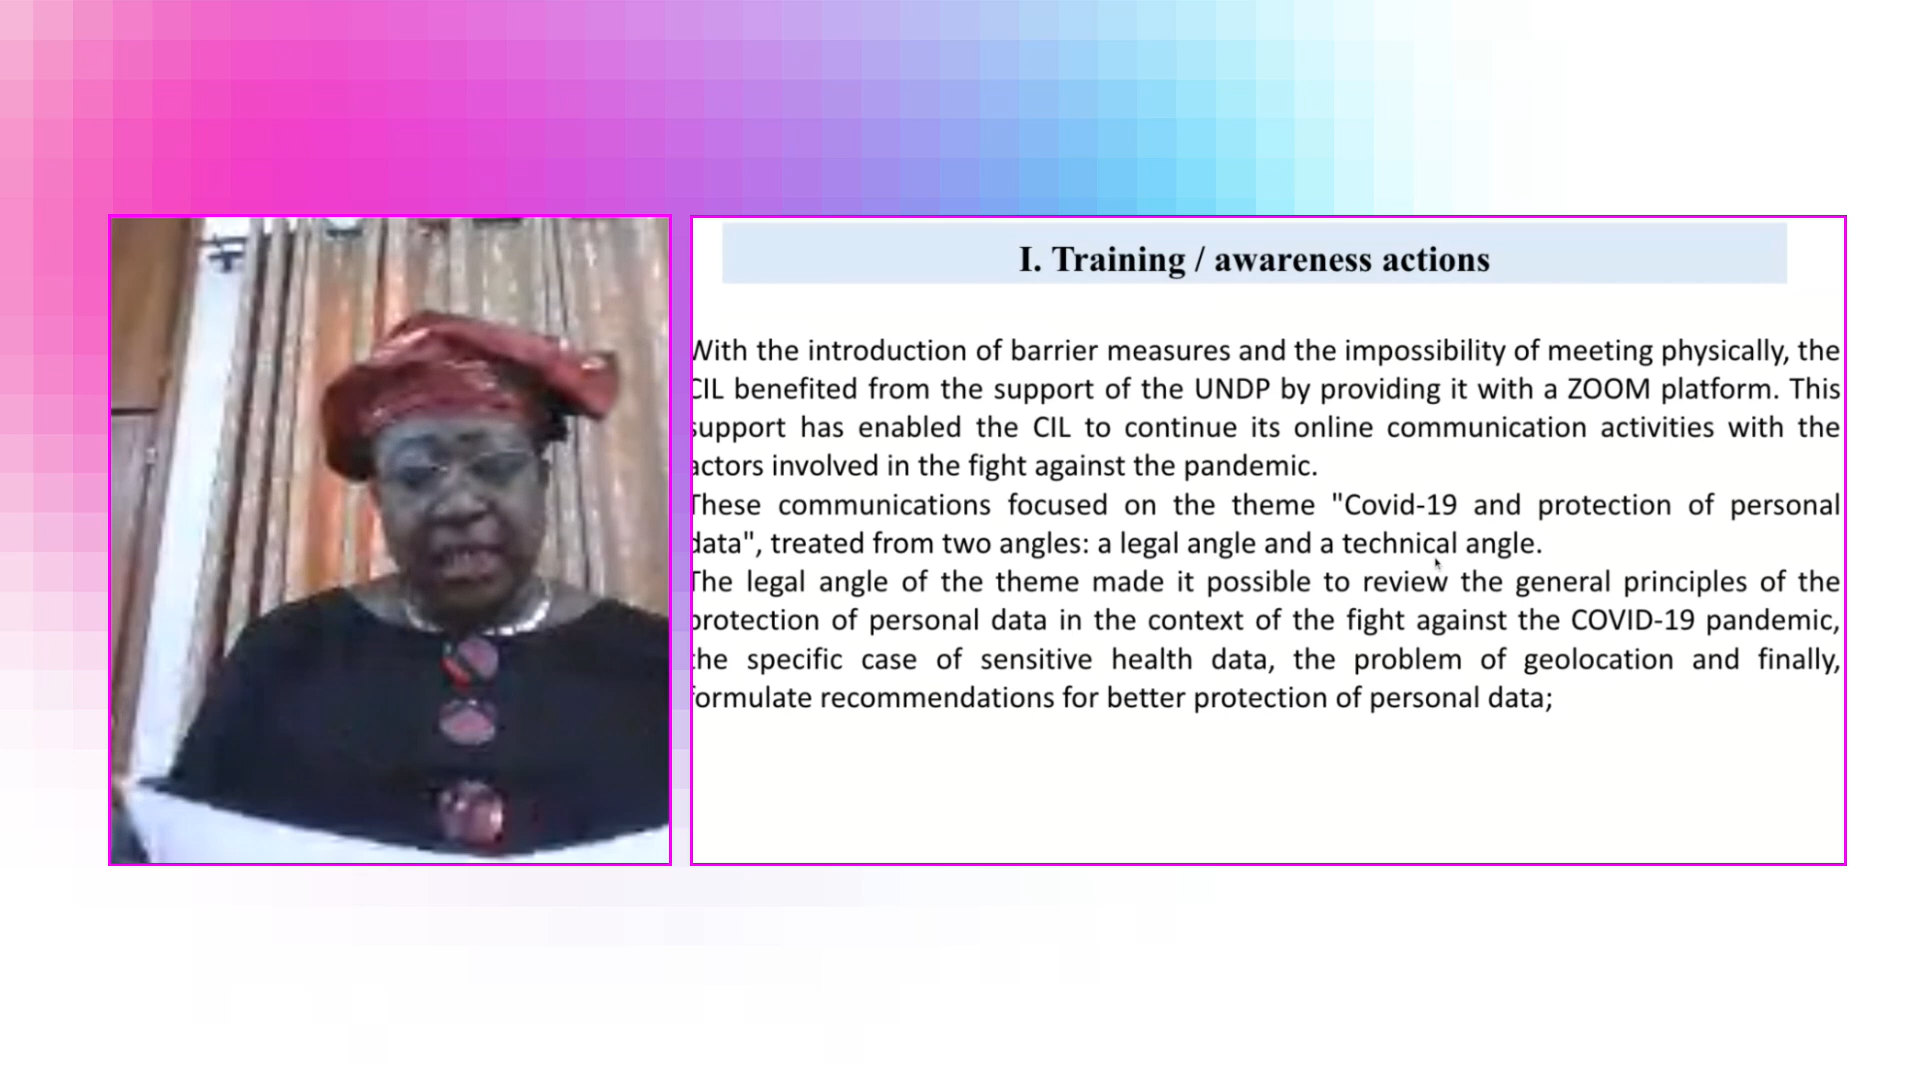 I. Training / awareness actions
With the introduction of barrier measures and the impossibility of meeting physically, the
CIL benefited from the support of the UNDP by providing it with a ZOOM platform. This
support has enabled the CIL to continue its online communication activities with the
actors involved in the fight against the pandemic.
These communications focused on the theme "Covid-19 and protection of personal
data", treated from two angles: a legal angle and a technical angle.
The legal angle of the theme made it possible to review the general principles of the
protection of personal data in the context of the fight against the COVID-19 pandemic,
the specific case of sensitive health data, the problem of geolocation and finally,
formulate recommendations for better protection of personal data;